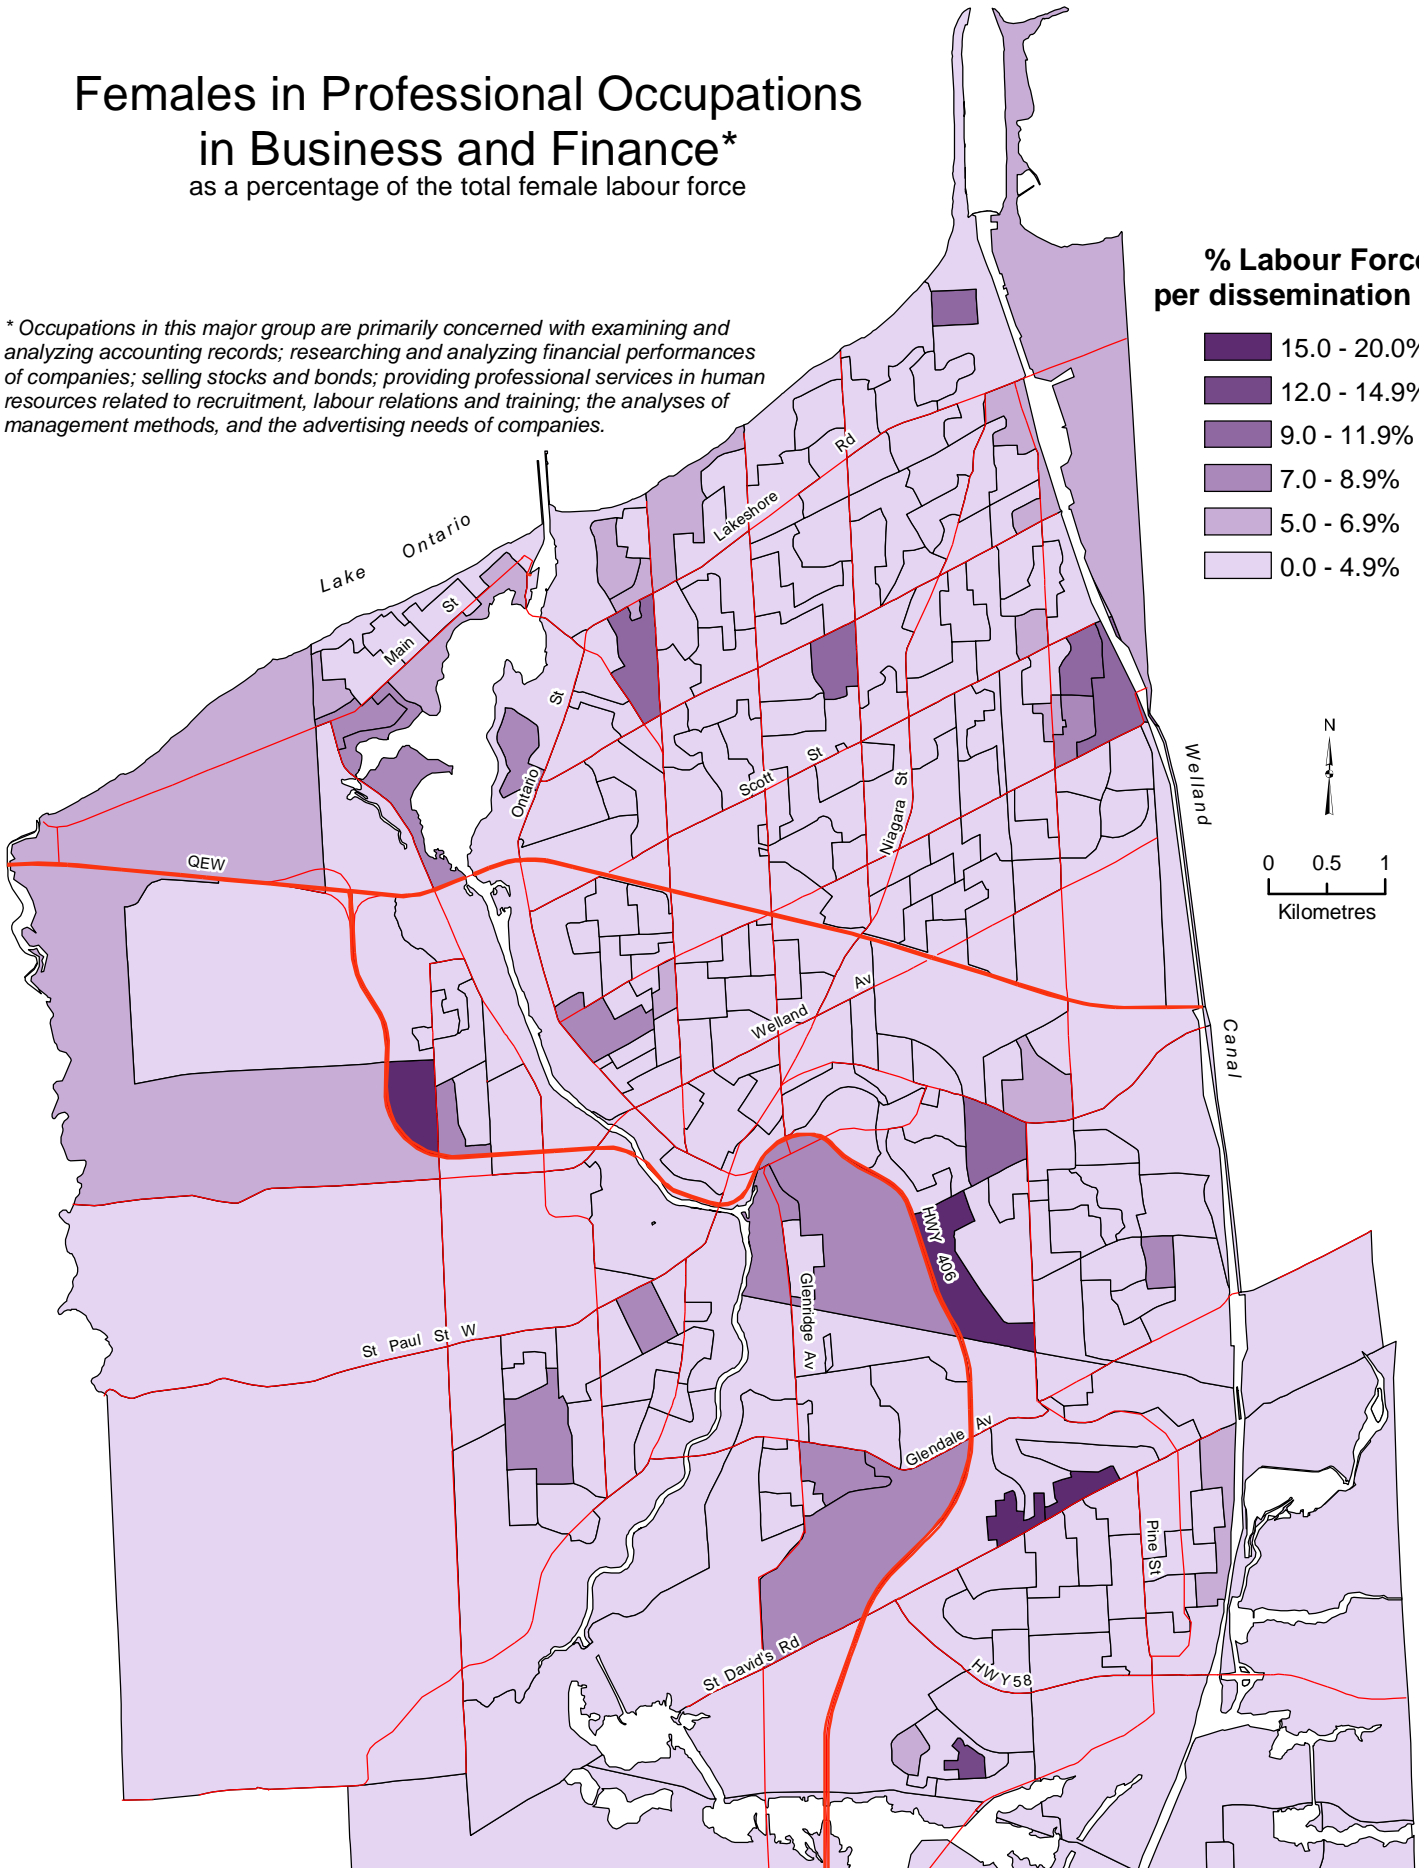 Females in Professional Occupations
in Business and Finance*
as a percentage of the total female labour force
% Labour Force
per dissemination
* Occupations in this major group are primarily concerned with examining and
analyzing accounting records; researching and analyzing financial performances
of companies; selling stocks and bonds; providing professional services in human
resources related to recruitment, labour relations and training; the analyses of
management methods, and the advertising needs of companies.
15.0 - 20.0%
12.0 - 14.9%
9.0 - 11.9%
7.0 - 8.9%
5.0 - 6.9%
0.0 - 4.9%
Lake Ontario
Lakeshore Rd
Main St
Ontario St
Scott St
Niagara St
Welland Canal
N
0 0.5 1
Kilometres
QEW
Welland Av
HWY 406
Glenridge Av
St Paul St W
Glendale Av
Pine St
St David's Rd
HWY58